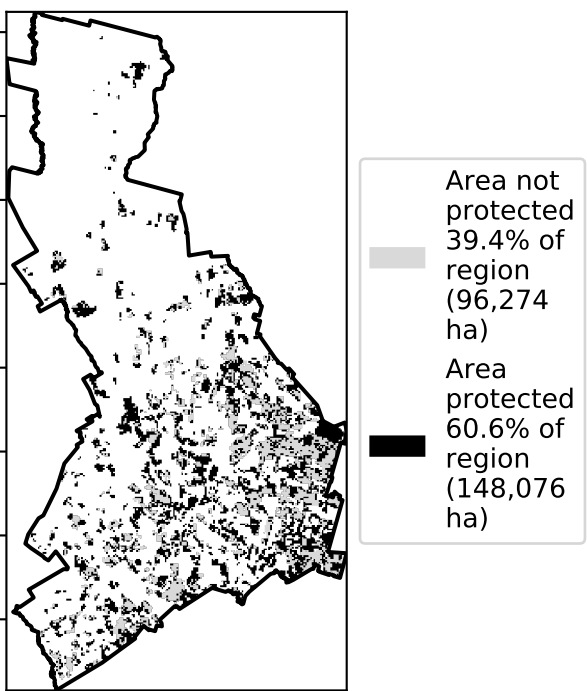 Area not
protected
39.4% of
region
(96,274
ha)
Area
protected
60.6% of
region
(148,076
ha)